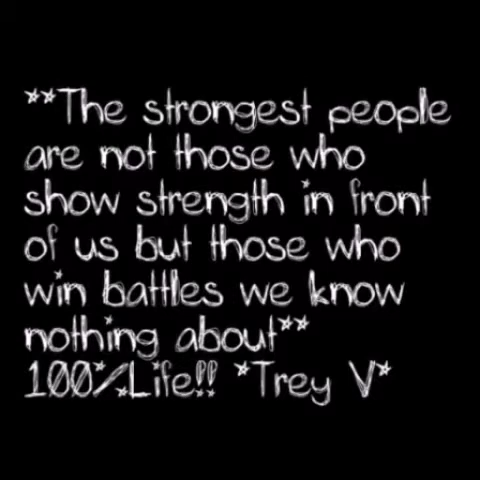 **The strongest people
are not those who
show strength in front
of us but those who
win battles we know
nothing about**
100%.Life!! *Trey V*